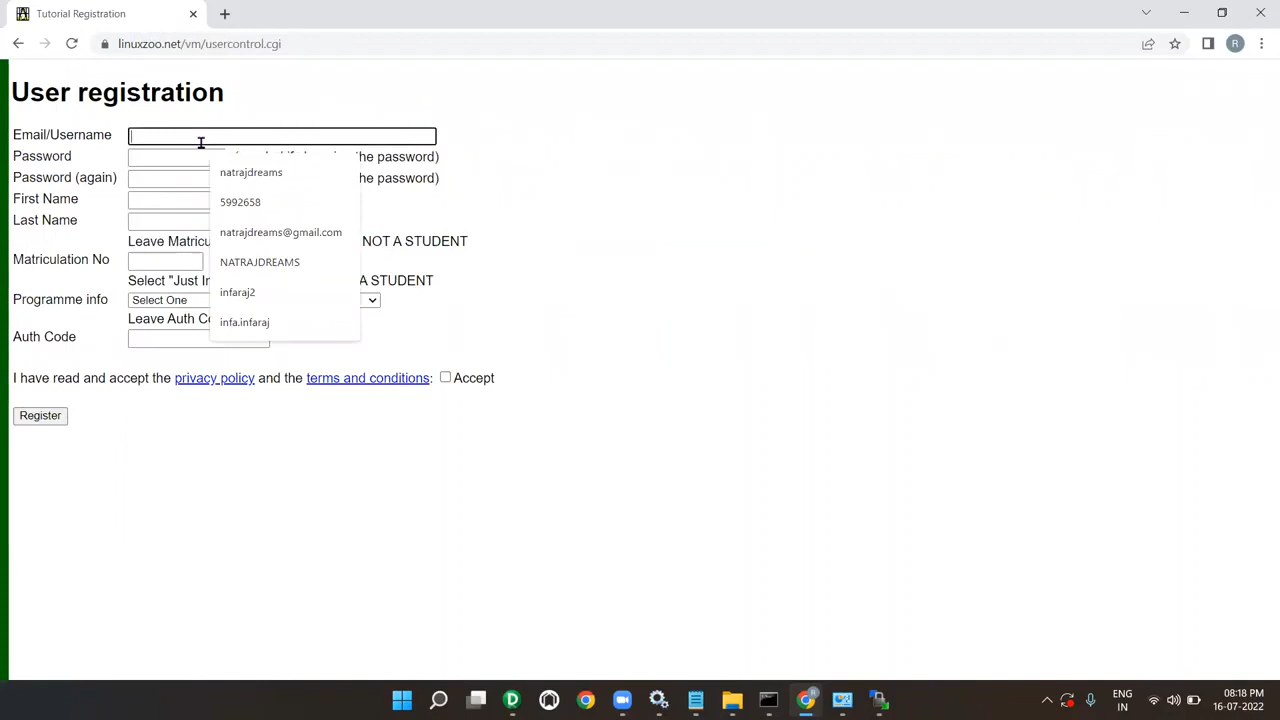 Tutorial Registration
linuxzoo.net/vm/usercontrol.cgi
R
User registration
Email/Username
Password the password)
natrajdreams
Password (again) the password)
5992658
First Name
Last Name
natrajdreams@gmail.com
Leave Matricu NOT A STUDENT
Matriculation No
NATRAJDREAMS
Select "Just In A STUDENT
Programme info Select One
infaraj2
Leave Auth Co
infa.infaraj
Auth Code
I have read and accept the privacy policy and the terms and conditions: Accept
Register
ENG
IN
08:18 PM
16-07-2022